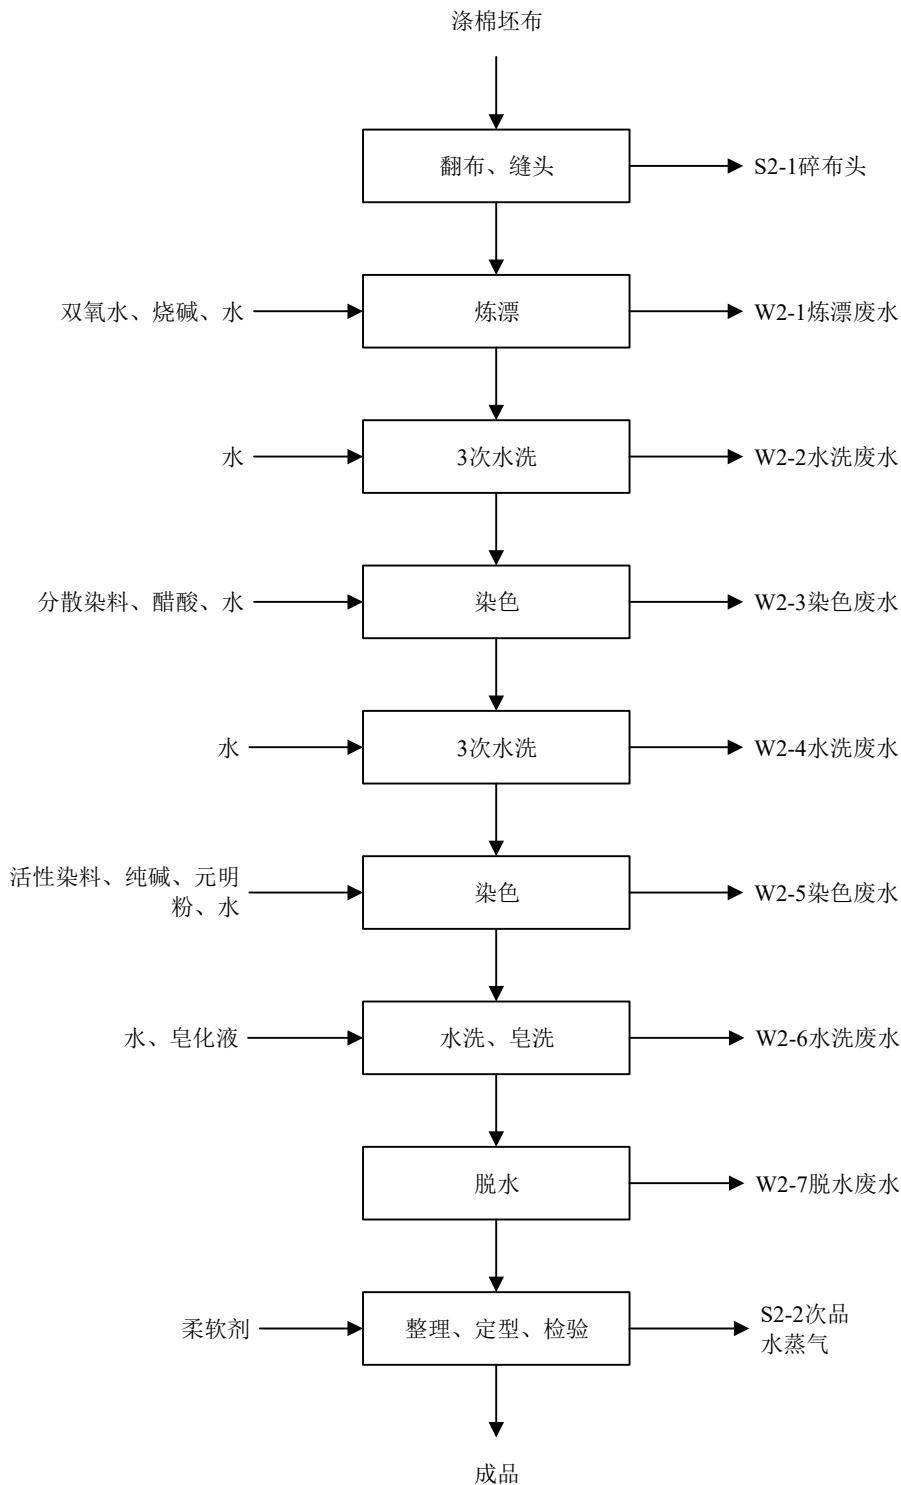 涤棉坯布
翻布、缝头
S2-1碎布头
双氧水、烧碱、水
炼漂
W2-1炼漂废水
水
3次水洗
W2-2水洗废水
分散染料、醋酸、水
染色
W2-3染色废水
水
3次水洗
W2-4水洗废水
活性染料、纯碱、元明
粉、水
染色
W2-5染色废水
水、皂化液
水洗、皂洗
W2-6水洗废水
脱水
W2-7脱水废水
柔软剂
整理、定型、检验
S2-2次品
水蒸气
成品